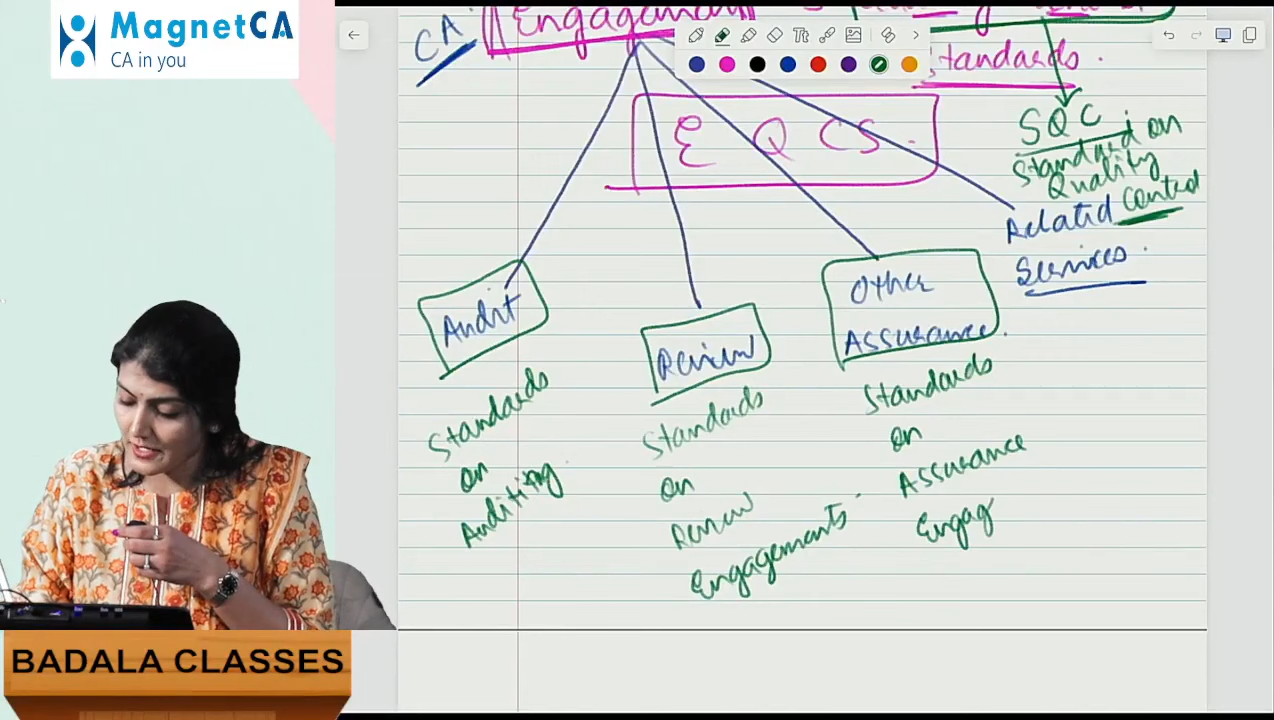 MagnetCA
CA in you
CA
Engagement
Standards.
E Q CS.
SQC
Standard on
Quality
Control
Related
Services.
Audit
Review
Other
Assurance.
Standards
on
Auditing
Standards
on
Review
Engagements
Standards
on
Assurance
Engag
BADALA CLASSES